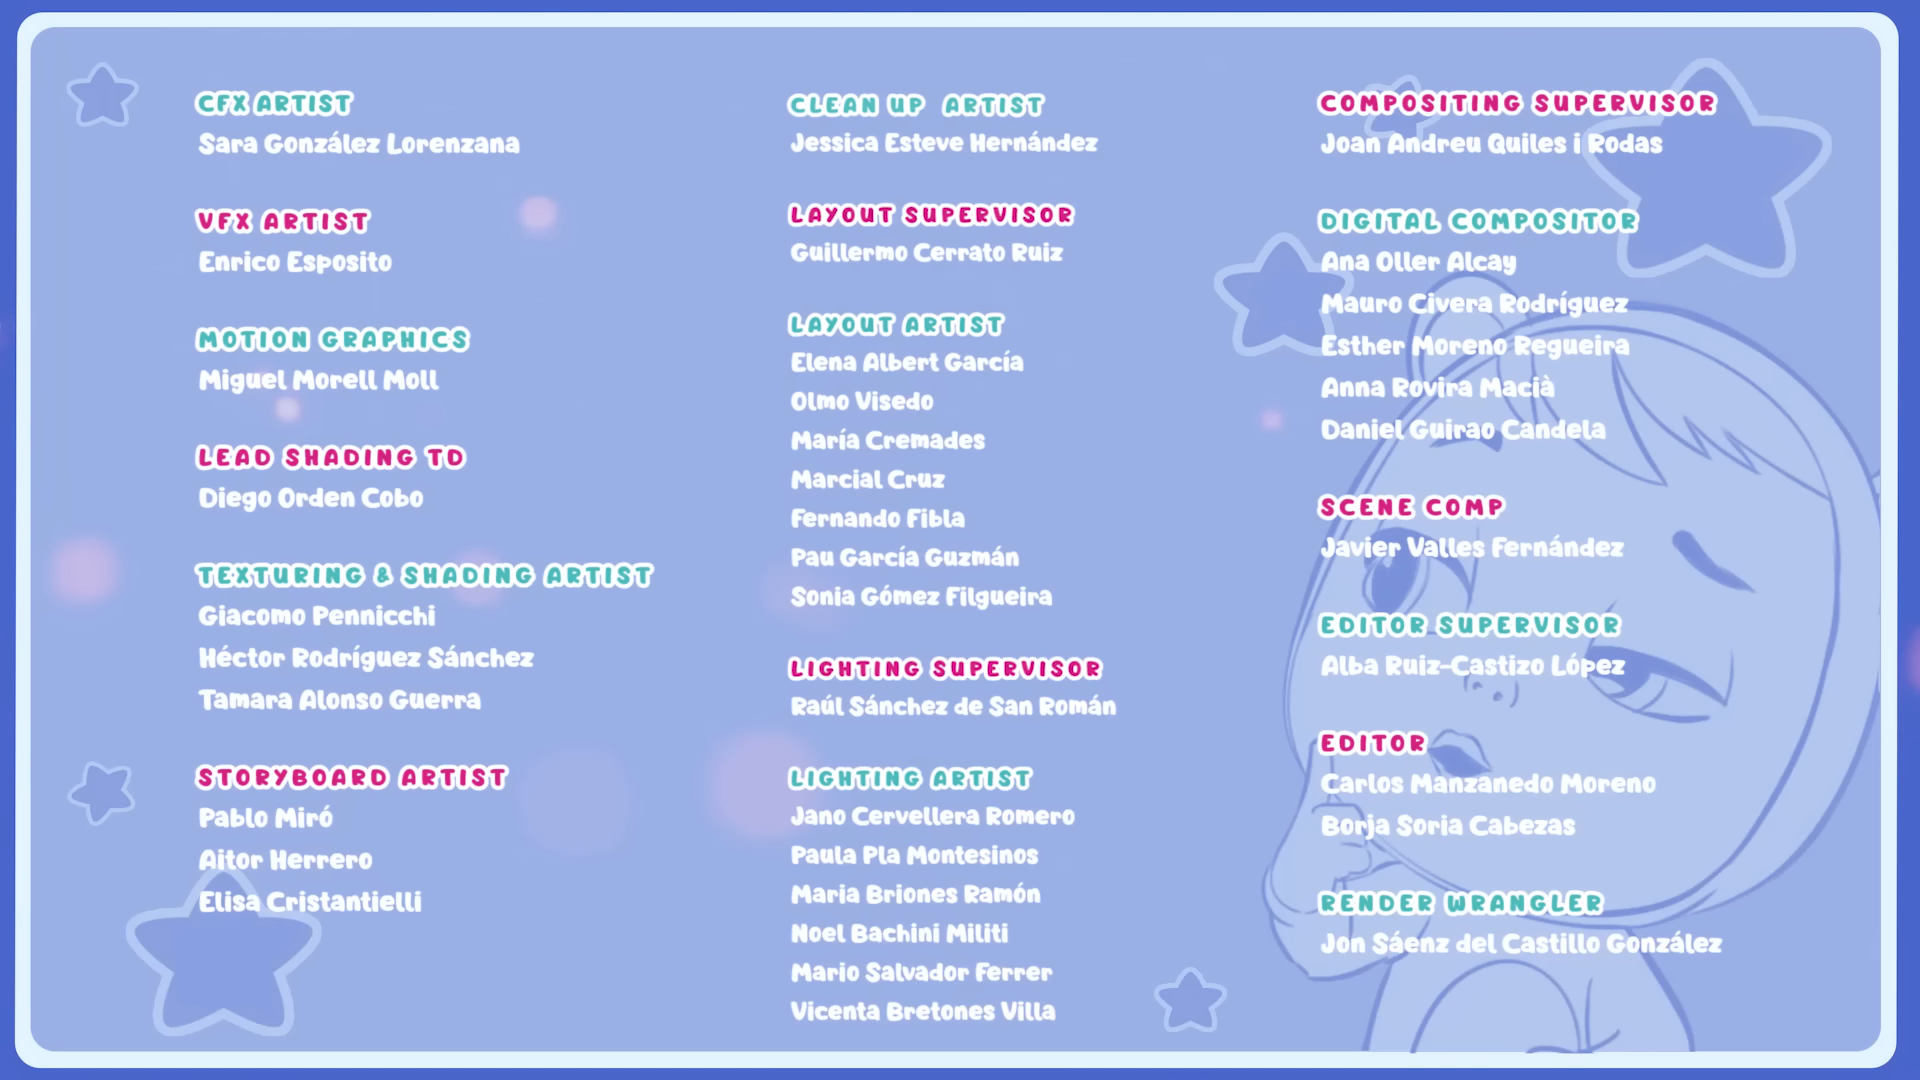 CFX ARTIST
Sara González Lorenzana
VFX ARTIST
Enrico Esposito
MOTION GRAPHICS
Miguel Morell Moll
LEAD SHADING TD
Diego Orden Cobo
TEXTURING & SHADING ARTIST
Giacomo Pennicchi
Héctor Rodríguez Sánchez
Tamara Alonso Guerra
STORYBOARD ARTIST
Pablo Miró
Aitor Herrero
Elisa Cristantielli
CLEAN UP ARTIST
Jessica Esteve Hernández
LAYOUT SUPERVISOR
Guillermo Cerrato Ruiz
LAYOUT ARTIST
Elena Albert García
Olmo Visedo
María Cremades
Marcial Cruz
Fernando Fibla
Pau García Guzmán
Sonia Gómez Filgueira
LIGHTING SUPERVISOR
Raúl Sánchez de San Román
LIGHTING ARTIST
Jano Cervellera Romero
Paula Pla Montesinos
Maria Briones Ramón
Noel Bachini Militi
Mario Salvador Ferrer
Vicenta Bretones Villa
COMPOSITING SUPERVISOR
Joan Andreu Quiles i Rodas
DIGITAL COMPOSITOR
Ana Oller Alcay
Mauro Civera Rodríguez
Esther Moreno Regueira
Anna Rovira Macià
Daniel Guirao Candela
SCENE COMP
Javier Valles Fernández
EDITOR SUPERVISOR
Alba Ruiz-Castizo López
EDITOR
Carlos Manzanedo Moreno
Borja Soria Cabezas
RENDER WRANGLER
Jon Sáenz del Castillo González